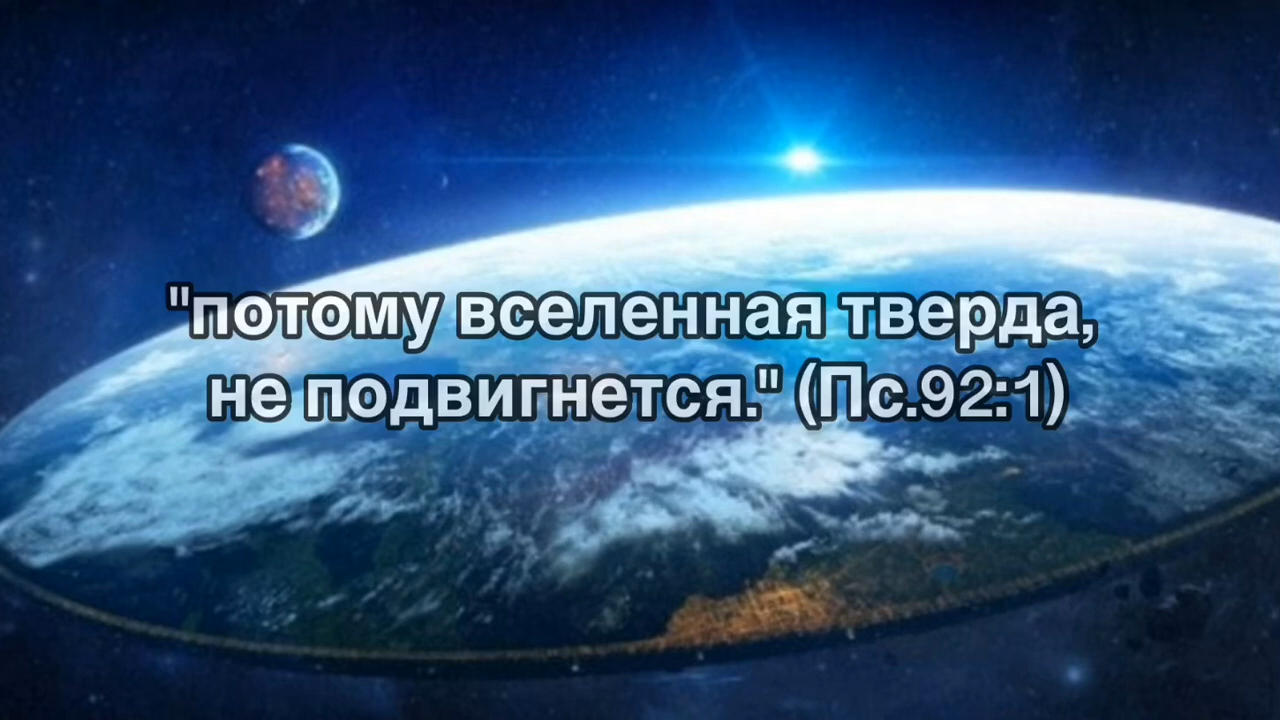 "потому вселенная тверда,
не подвигнется." (Пс.92:1)